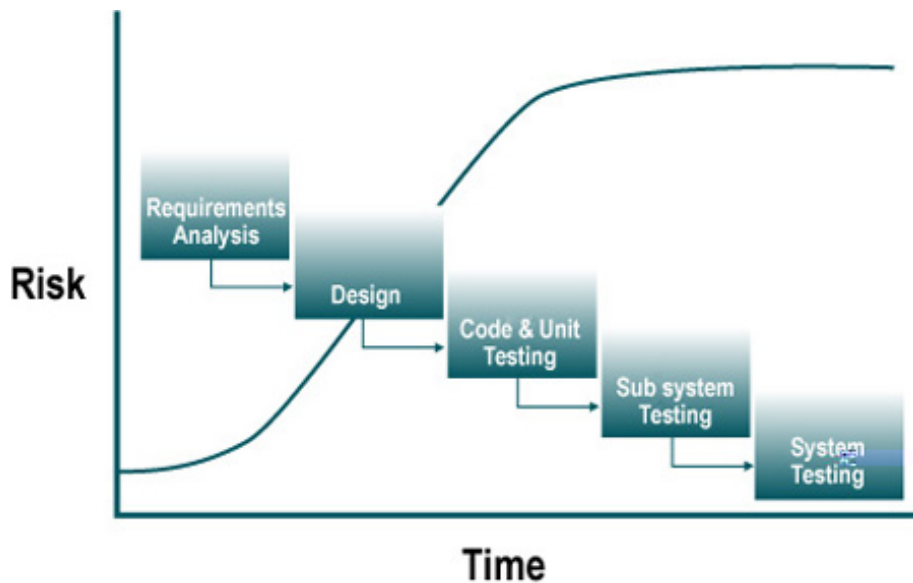 Requirements
Analysis
Risk
Design
Code & Unit
Testing
Sub system
Testing
System
Testing
Time